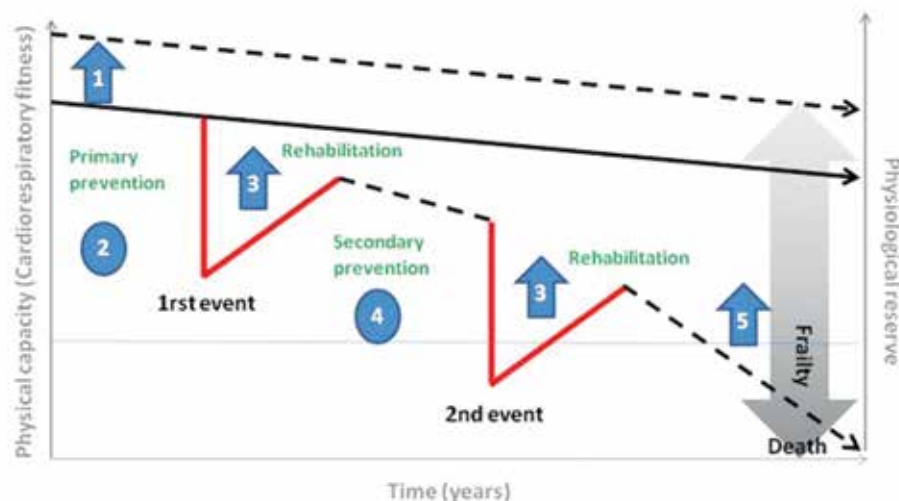 Physical capacity (Cardiorespiratory fitness)
1
Primary
prevention
2
3
Rehabilitation
1rst event
Secondary
prevention
4
3
Rehabilitation
2nd event
5
Frailty
Death
Physiological reserve
Time (years)